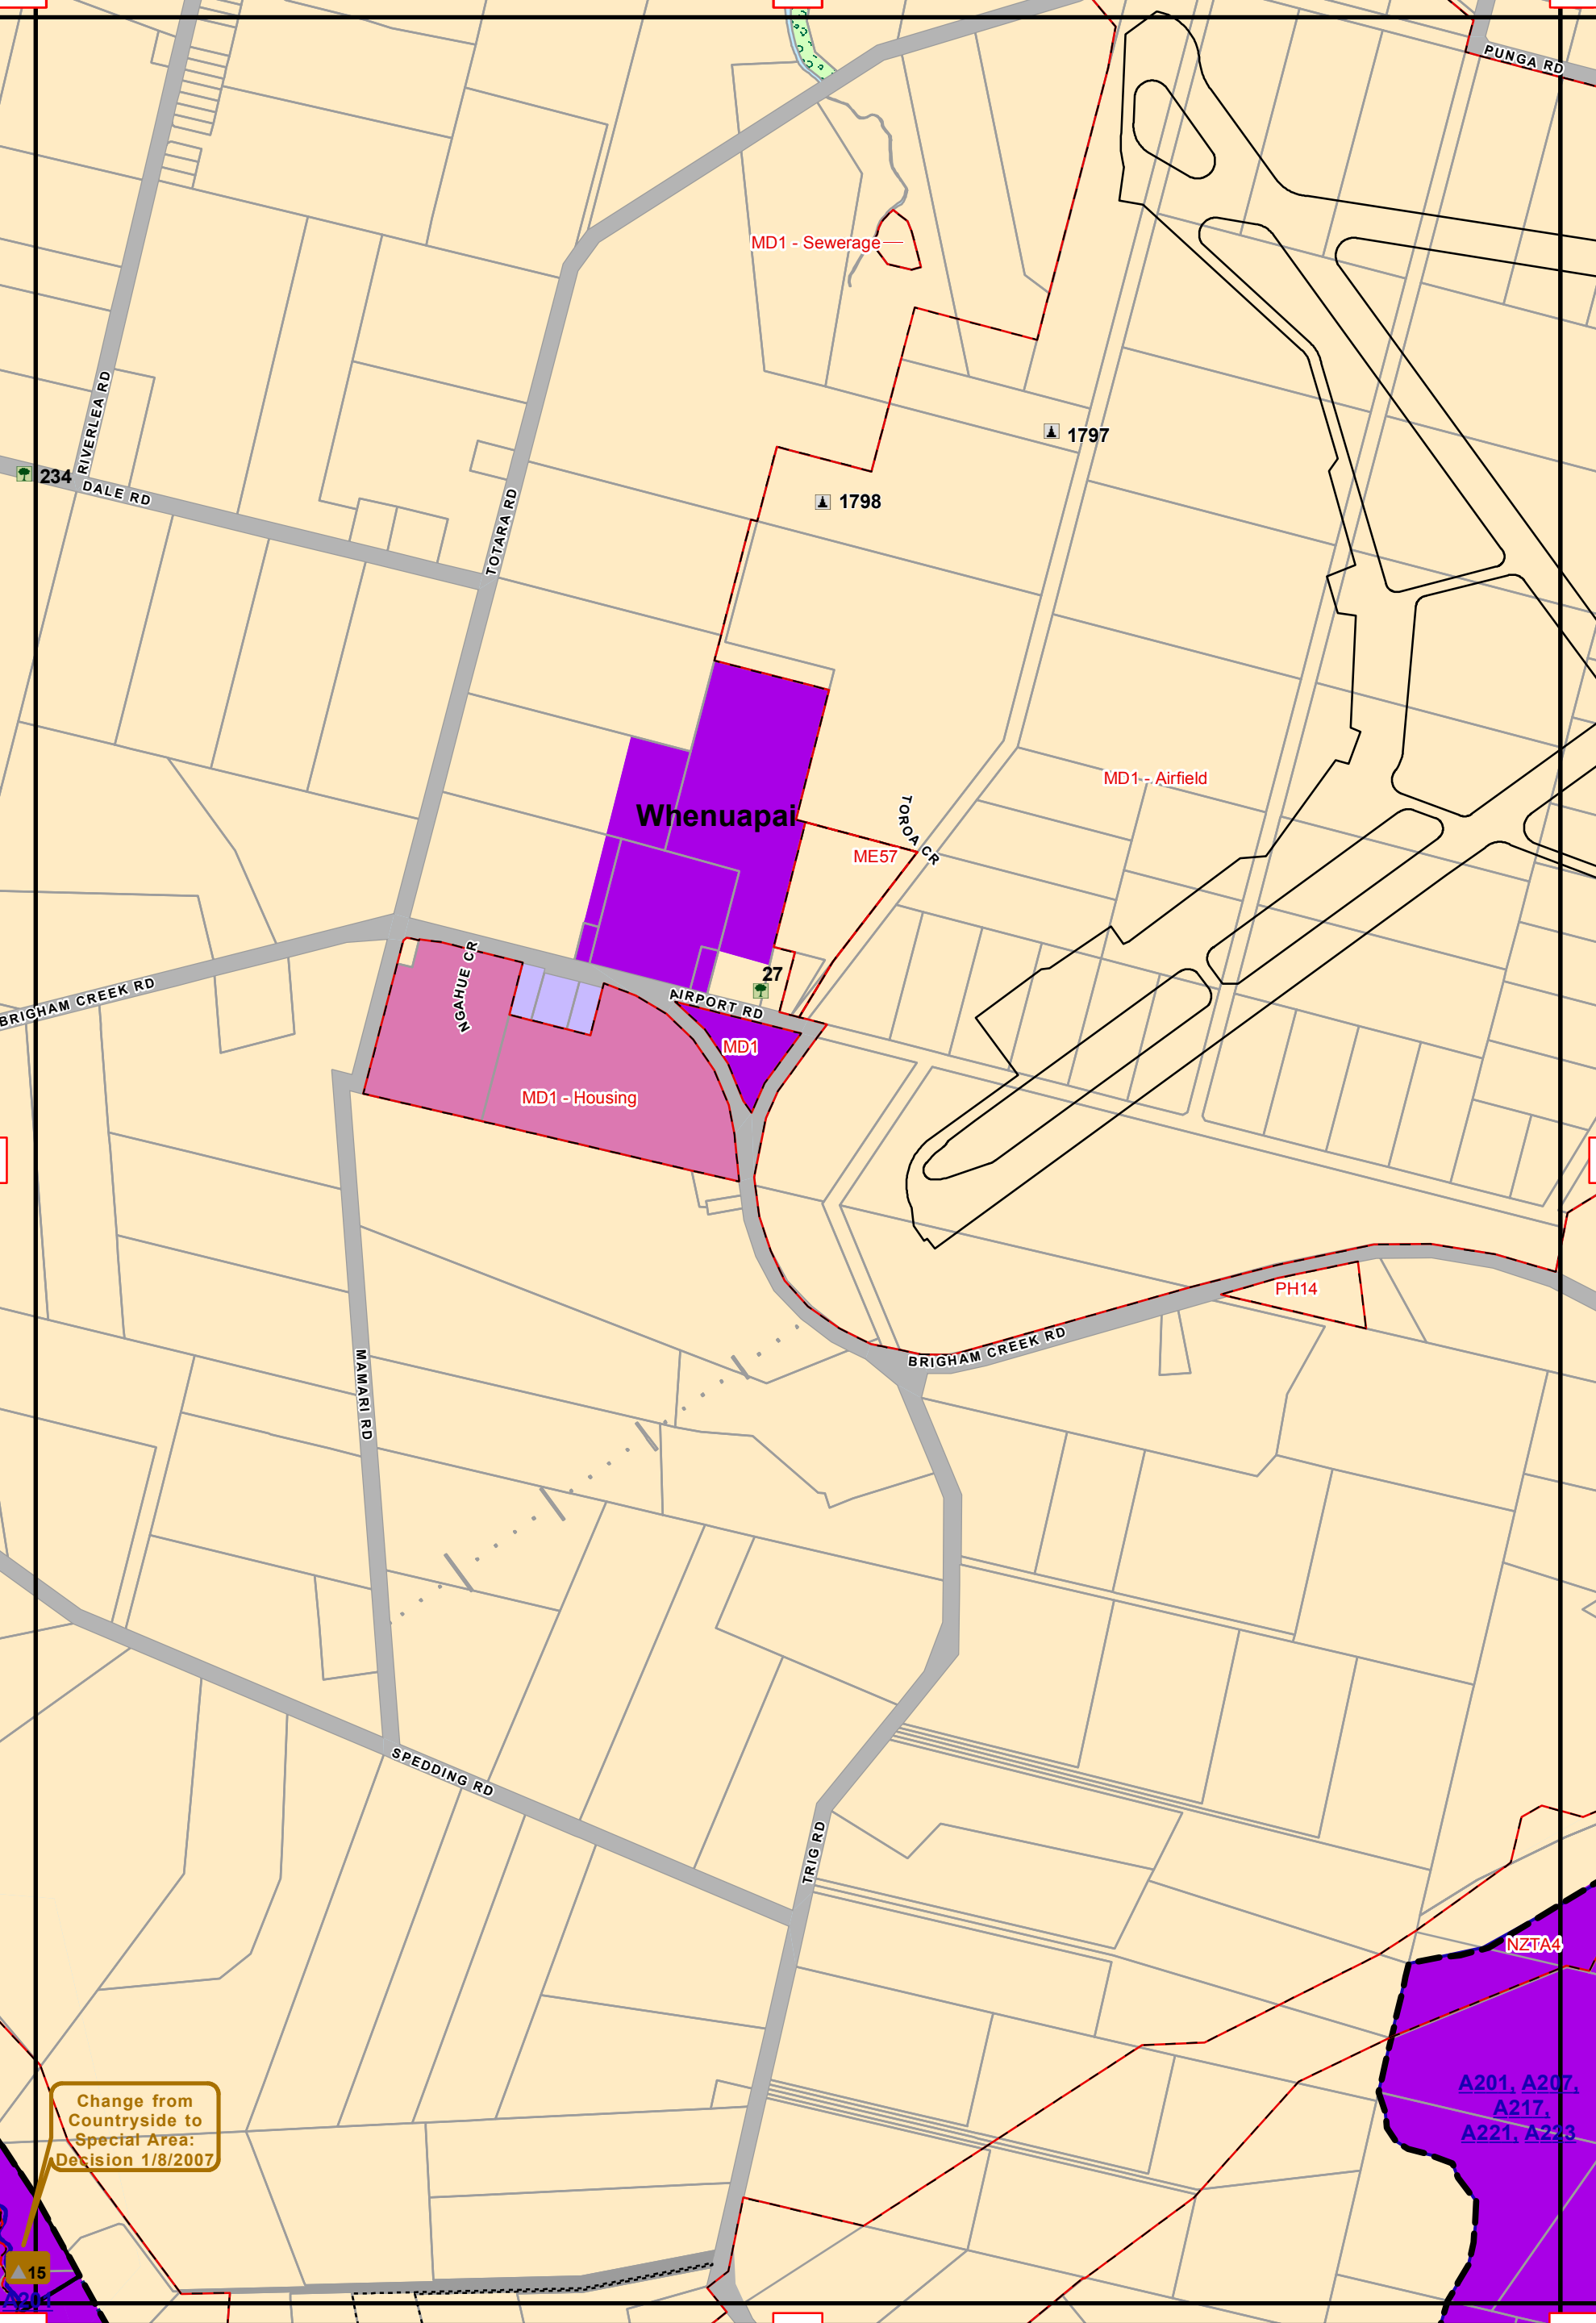 PUNGA RD
MD1 - Sewerage
RIVERLEA RD
1797
234
DALE RD
1798
TOTARA RD
MD1 - Airfield
Whenuapai
TOROA CR
ME57
27
NGAHUE CR
BRIGHAM CREEK RD
AIRPORT RD
MD1
MD1 - Housing
PH14
BRIGHAM CREEK RD
MAMARI RD
SPEDDING RD
TRIG RD
NZTA4
A201, A207,
A217,
A221, A223
Change from
Countryside to
Special Area:
Decision 1/8/2007
15